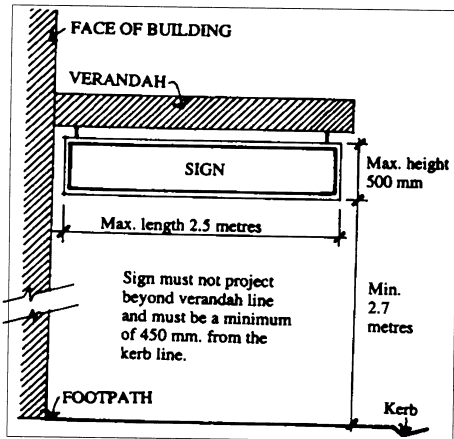 FACE OF BUILDING
VERANDAH
SIGN
Max. height
500 mm
Max. length 2.5 metres
Sign must not project
beyond verandah line
and must be a minimum
of 450 mm. from the
kerb line.
Min.
2.7
metres
FOOTPATH
Kerb